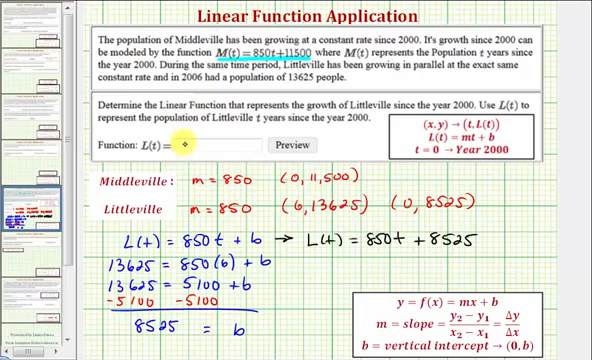 Linear Function Application
The population of Middleville has been growing at a constant rate since 2000. It's growth since 2000 can
be modeled by the function M(t) = 850t+11500 where M(t) represents the Population t years since
the year 2000. During the same time period, Littleville has been growing in parallel at the exact same
constant rate and in 2006 had a population of 13625 people.
Determine the Linear Function that represents the growth of Littleville since the year 2000. Use L(t) to
represent the population of Littleville t years since the year 2000.
Function: L(t) =
Preview
(x, y) → (t, L(t))
L(t) = mt + b
t = 0 → Year 2000
Middleville: m = 850 (0, 11,500)
Littleville m = 850 (6, 13625) (0, 8525)
L(t) = 850t + b → L(t) = 850t + 8525
13625 = 850(6) + b
13625 = 5100 + b
-5100 -5100
8525 = b
y = f(x) = mx + b
m = slope = y₂ − y₁ / x₂ − x₁ = Δy / Δx
b = vertical intercept → (0, b)